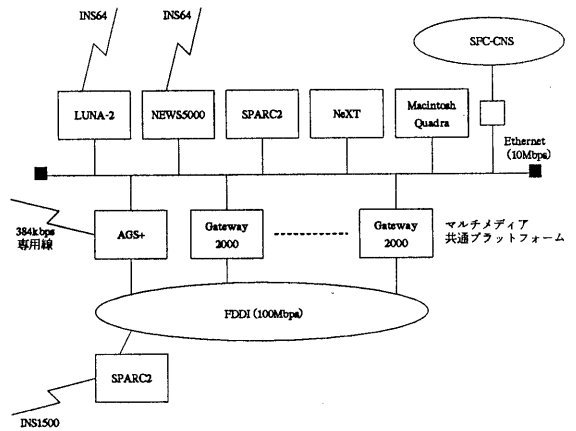 INS64
INS64
SFC-CNS
LUNA-2
NEWS5000
SPARC2
NeXT
Macintosh
Quadra
Ethernet
(10Mbps)
384kbps
専用線
AGS+
Gateway
2000
Gateway
2000
マルチメディア
共通プラットフォーム
FDDI (100Mbps)
SPARC2
INS1500